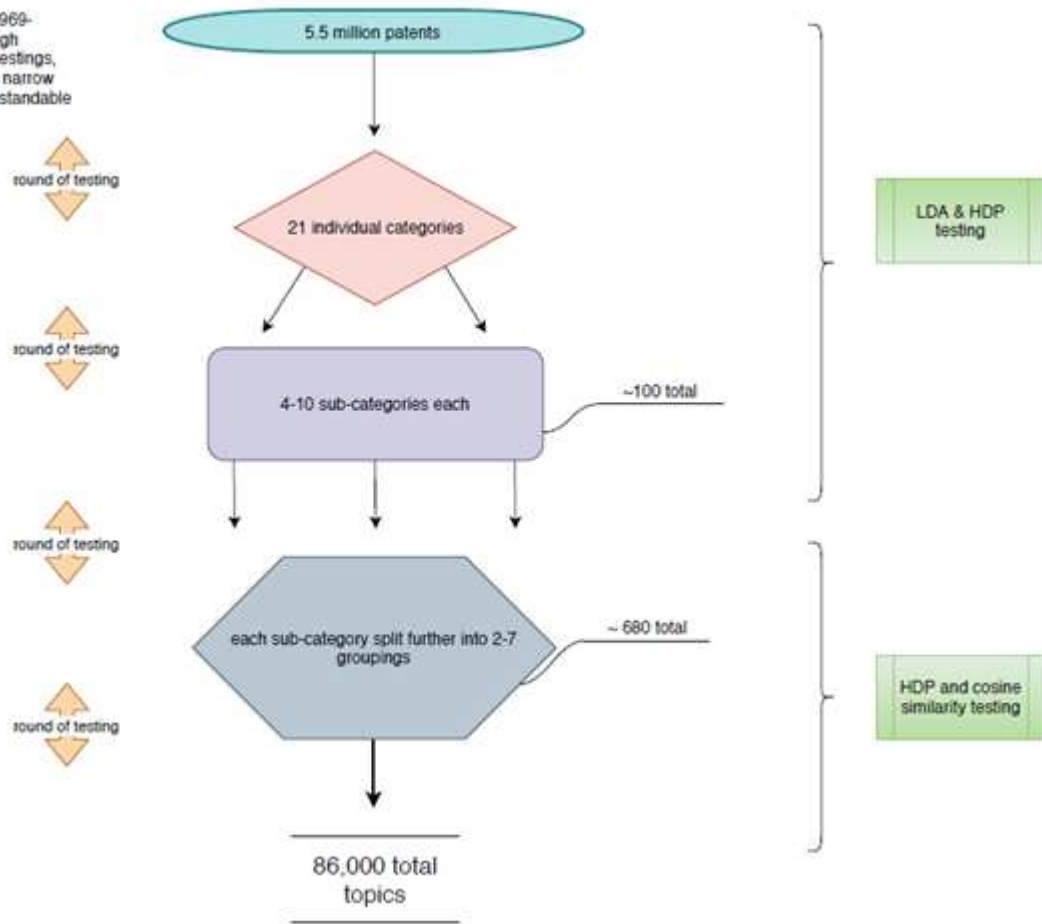 969-
gh
estings,
narrow
standable
5.5 million patents
round of testing
21 individual categories
LDA & HDP
testing
round of testing
4-10 sub-categories each
~100 total
round of testing
each sub-category split further into 2-7
groupings
~ 680 total
HDP and cosine
similarity testing
round of testing
86,000 total
topics